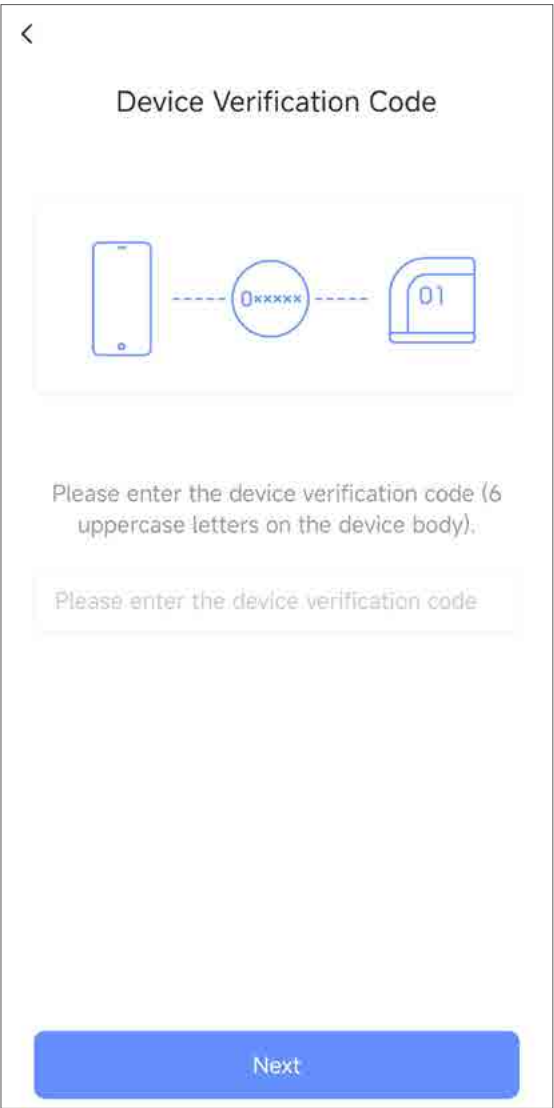 Device Verification Code
0×××××
01
Please enter the device verification code (6
uppercase letters on the device body).
Please enter the device verification code
Next